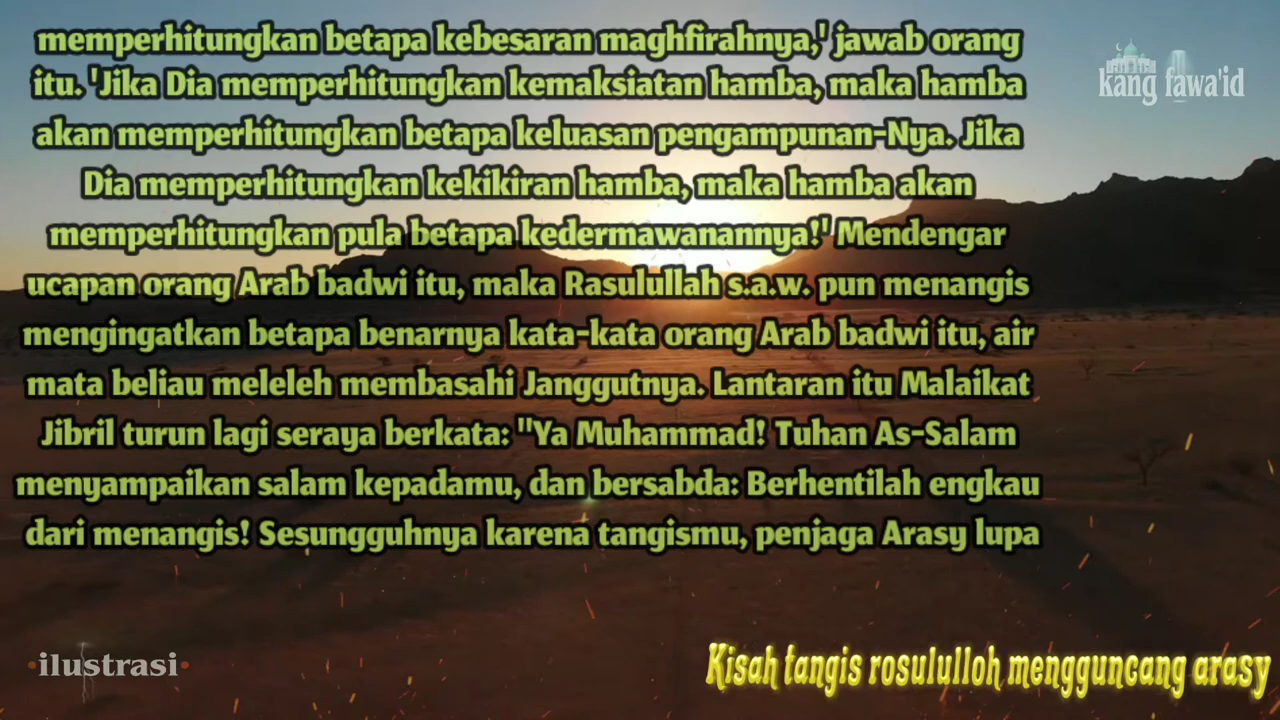 memperhitungkan betapa kebesaran maghfirahnya,' jawab orang
itu. 'Jika Dia memperhitungkan kemaksiatan hamba, maka hamba
akan memperhitungkan betapa keluasan pengampunan-Nya. Jika
Dia memperhitungkan kekikiran hamba, maka hamba akan
memperhitungkan pula betapa kedermawanannya!' Mendengar
ucapan orang Arab badwi itu, maka Rasulullah s.a.w. pun menangis
mengingatkan betapa benarnya kata-kata orang Arab badwi itu, air
mata beliau meleleh membasahi Janggutnya. Lantaran itu Malaikat
Jibril turun lagi seraya berkata: "Ya Muhammad! Tuhan As-Salam
menyampaikan salam kepadamu, dan bersabda: Berhentilah engkau
dari menangis! Sesungguhnya karena tangismu, penjaga Arasy lupa
kang fawa'id
•ilustrasi•
Kisah tangis rosululloh mengguncang arasy